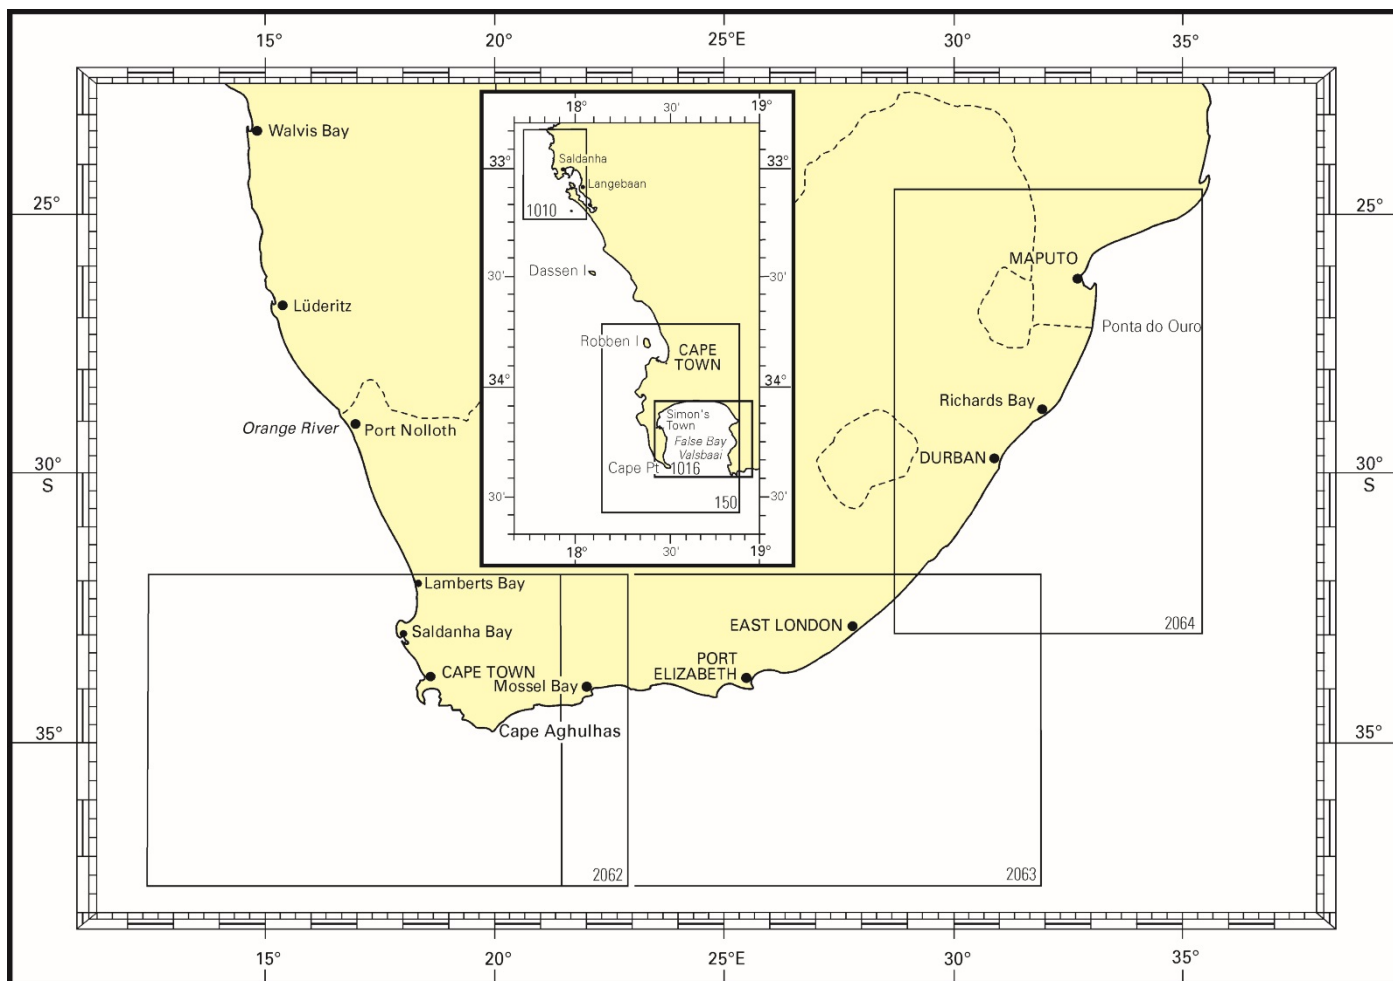 15°
20°
25°E
30°
35°
18°
30'
19°
Walvis Bay
33°
Saldanha
Langebaan
1010
25°
25°
MAPUTO
Dassen I
30'
30'
Lüderitz
Ponta do Ouro
Robben I
CAPE
TOWN
34°
34°
Richards Bay
Simon's
Town
Orange River
Port Nolloth
False Bay
Valsbaai
DURBAN
Cape Pt
1016
30°
S
30°
S
30'
150
30'
18°
30'
19°
Lamberts Bay
2064
EAST LONDON
Saldanha Bay
PORT
ELIZABETH
CAPE TOWN
Mossel Bay
Cape Aghulhas
35°
35°
2062
2063
15°
20°
25°E
30°
35°